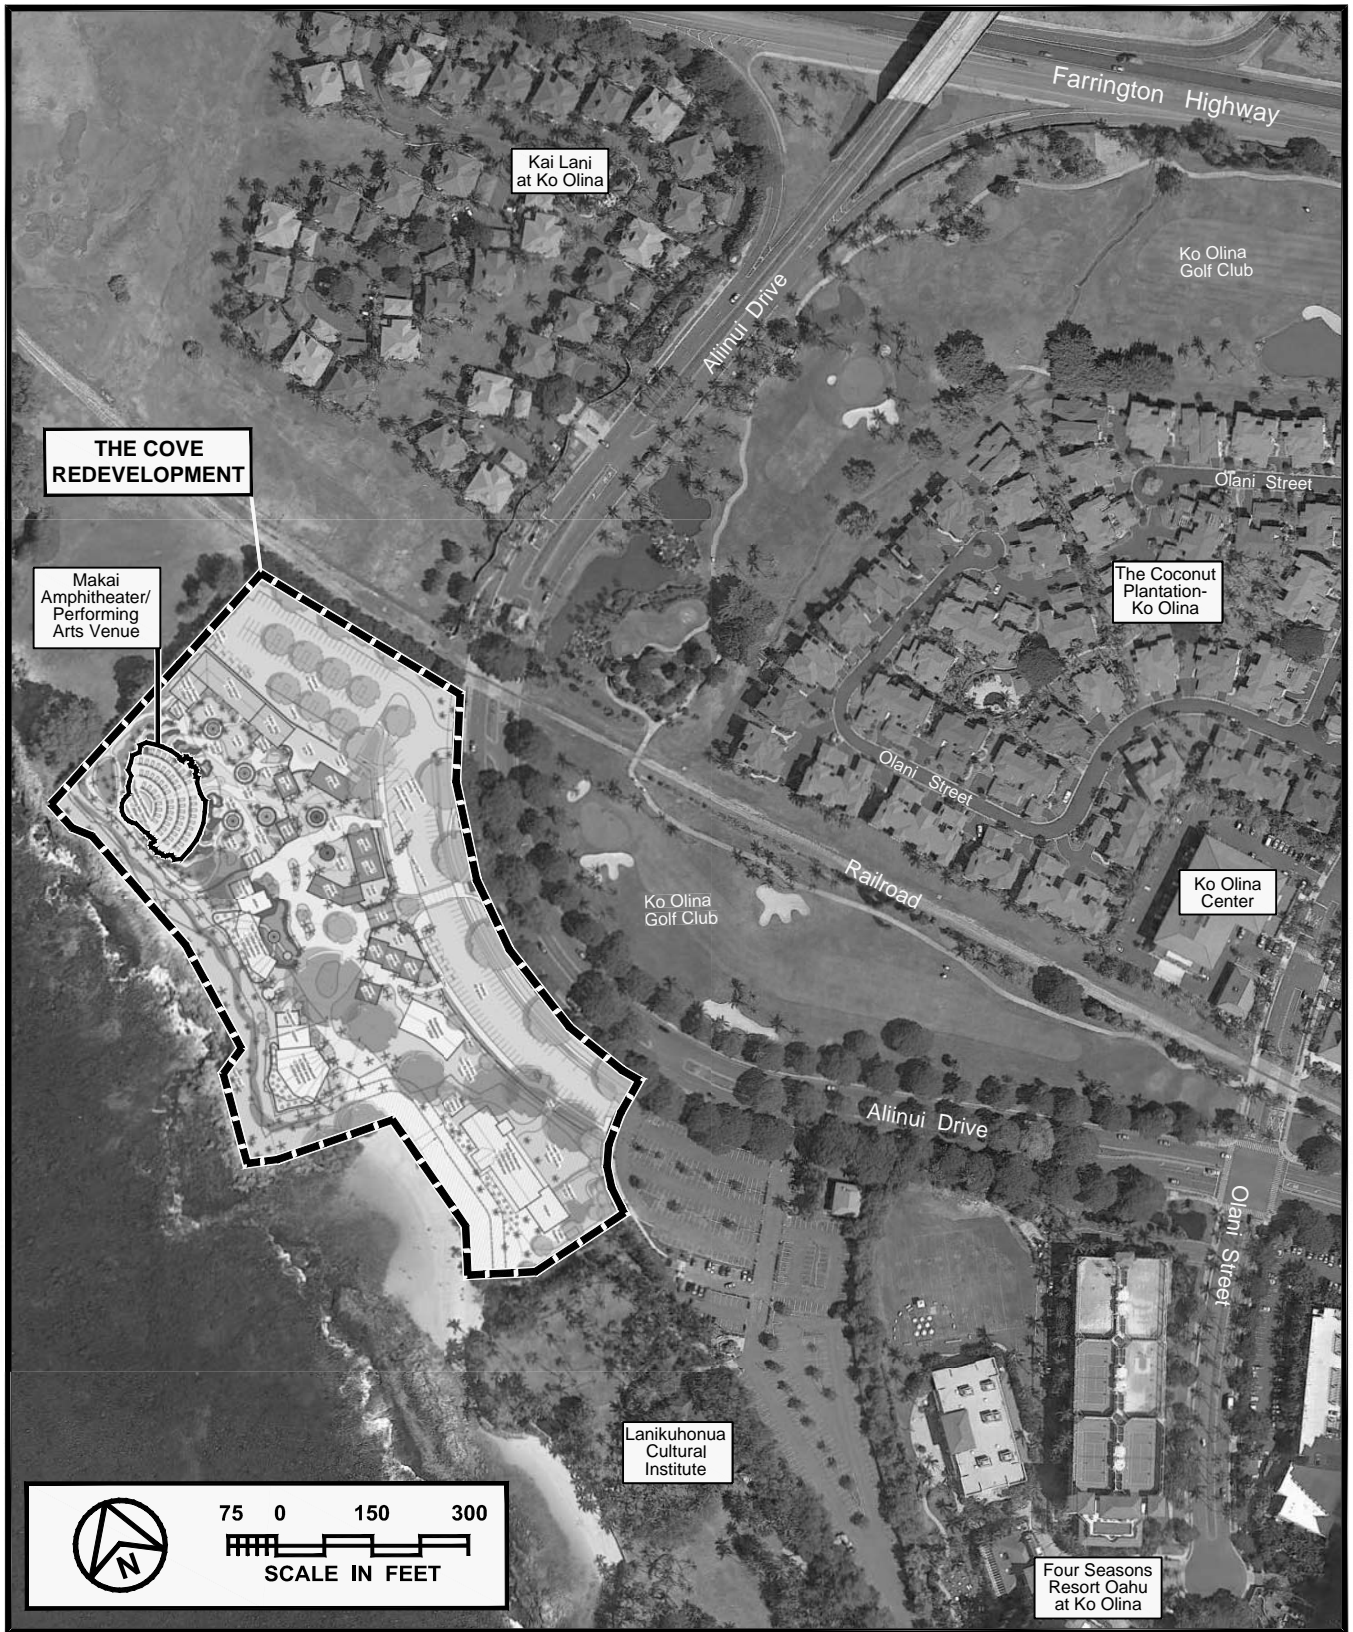 Farrington Highway
Kai Lani
at Ko Olina
Ko Olina
Golf Club
Aliinui Drive
THE COVE
REDEVELOPMENT
Olani Street
Makai
Amphitheater/
Performing
Arts Venue
The Coconut
Plantation-
Ko Olina
Olani Street
Railroad
Ko Olina
Center
Ko Olina
Golf Club
Aliinui Drive
Olani Street
Lanikuhonua
Cultural
Institute
Four Seasons
Resort Oahu
at Ko Olina
N
75 0 150 300
SCALE IN FEET